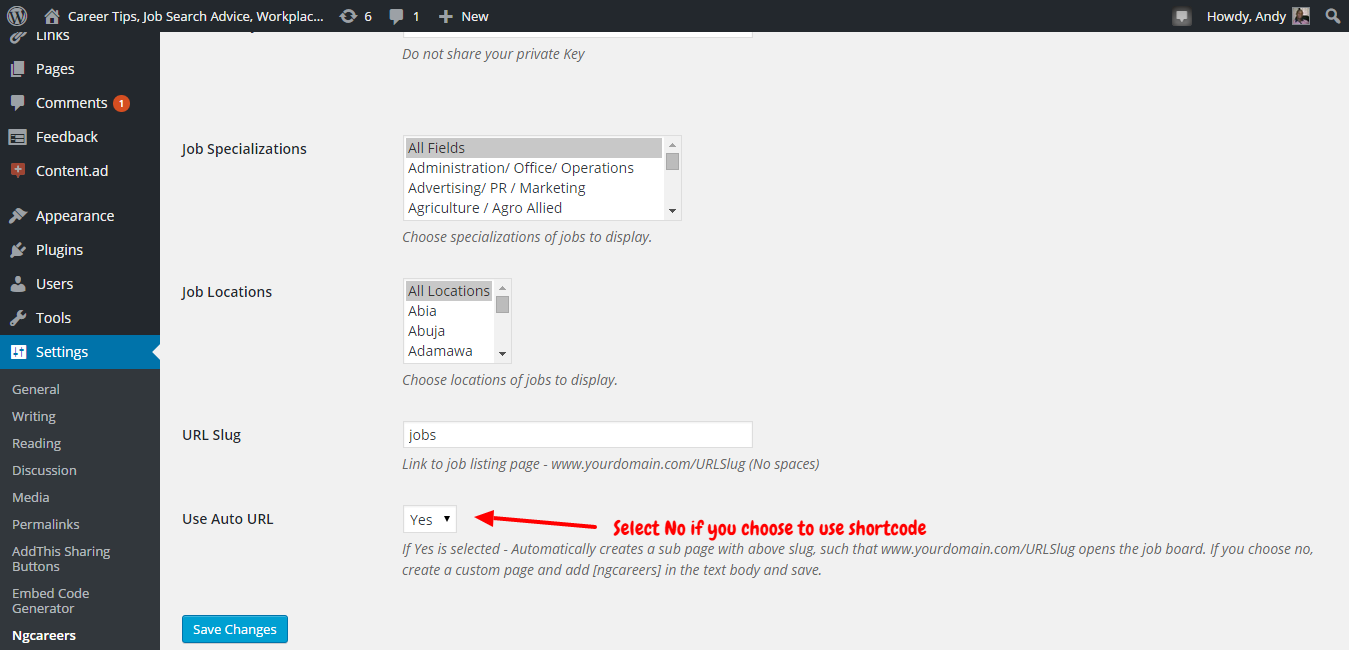 Career Tips, Job Search Advice, Workplac... 6 1 New Howdy, Andy
Links
Pages
Comments 1
Feedback
Content.ad
Appearance
Plugins
Users
Tools
Settings
General
Writing
Reading
Discussion
Media
Permalinks
AddThis Sharing
Buttons
Embed Code
Generator
Ngcareers
Do not share your private Key
Job Specializations
All Fields
Administration/ Office/ Operations
Advertising/ PR / Marketing
Agriculture / Agro Allied
Choose specializations of jobs to display.
Job Locations
All Locations
Abia
Abuja
Adamawa
Choose locations of jobs to display.
URL Slug
jobs
Link to job listing page - www.yourdomain.com/URLSlug (No spaces)
Use Auto URL
Yes
Select No if you choose to use shortcode
If Yes is selected - Automatically creates a sub page with above slug, such that www.yourdomain.com/URLSlug opens the job board. If you choose no,
create a custom page and add [ngcareers] in the text body and save.
Save Changes